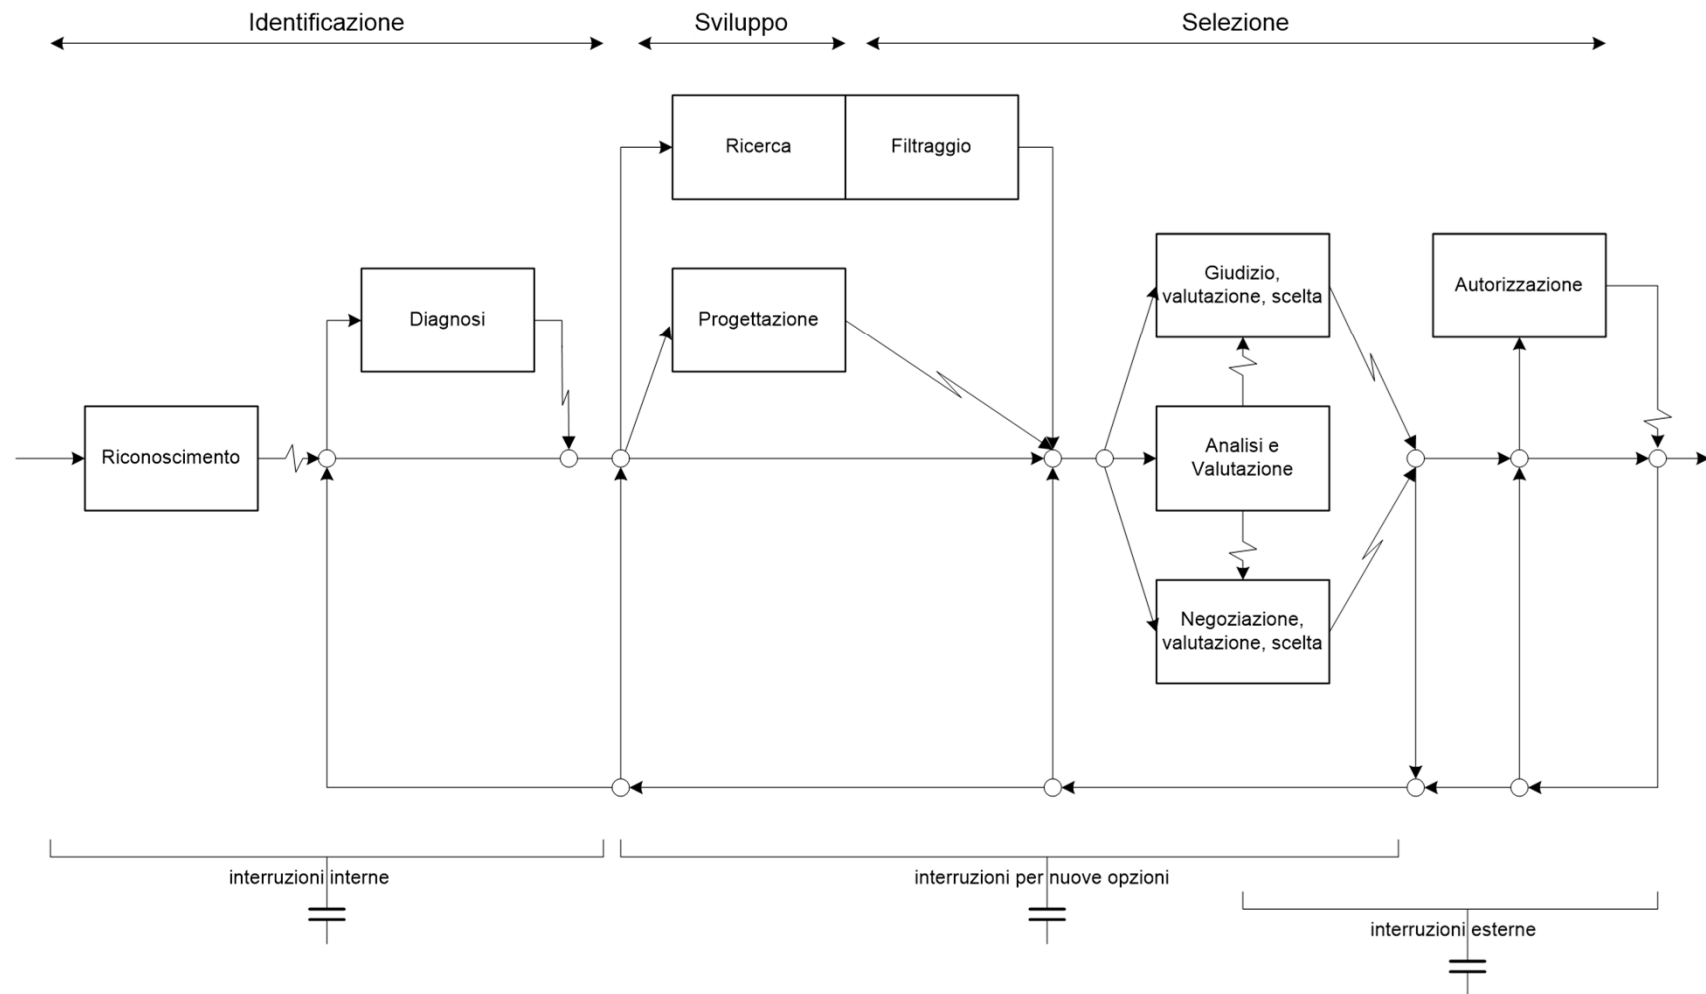 Identificazione
Sviluppo
Selezione
Ricerca
Filtraggio
Giudizio,
valutazione, scelta
Autorizzazione
Diagnosi
Progettazione
Riconoscimento
Analisi e
Valutazione
Negoziazione,
valutazione, scelta
interruzioni interne
interruzioni per nuove opzioni
interruzioni esterne